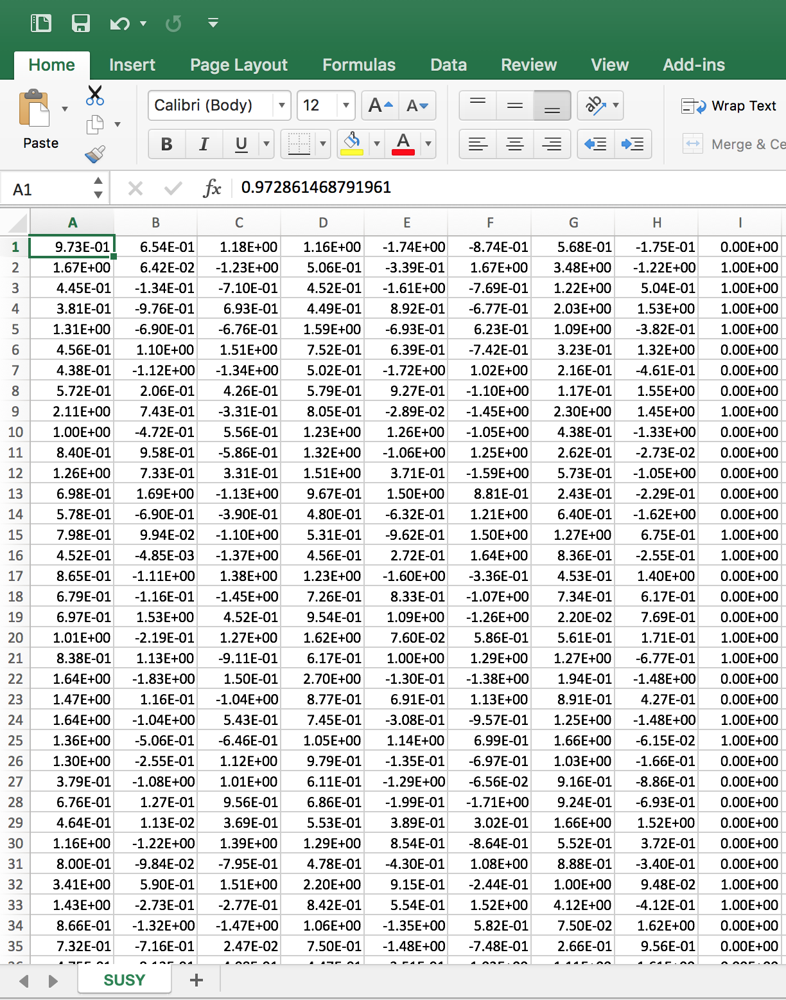 Home Insert Page Layout Formulas Data Review View Add-ins
Calibri (Body) 12 A A ab Wrap Text
Paste B I U A Merge & Ce
A1 fx 0.972861468791961
A B C D E F G H I
1 9.73E-01 6.54E-01 1.18E+00 1.16E+00 -1.74E+00 -8.74E-01 5.68E-01 -1.75E-01 0.00E+00
2 1.67E+00 6.42E-02 -1.23E+00 5.06E-01 -3.39E-01 1.67E+00 3.48E+00 -1.22E+00 1.00E+00
3 4.45E-01 -1.34E-01 -7.10E-01 4.52E-01 -1.61E+00 -7.69E-01 1.22E+00 5.04E-01 1.00E+00
4 3.81E-01 -9.76E-01 6.93E-01 4.49E-01 8.92E-01 -6.77E-01 2.03E+00 1.53E+00 1.00E+00
5 1.31E+00 -6.90E-01 -6.76E-01 1.59E+00 -6.93E-01 6.23E-01 1.09E+00 -3.82E-01 1.00E+00
6 4.56E-01 1.10E+00 1.51E+00 7.52E-01 6.39E-01 -7.42E-01 3.23E-01 1.32E+00 0.00E+00
7 4.38E-01 -1.12E+00 -1.34E+00 5.02E-01 -1.72E+00 1.02E+00 2.16E-01 -4.61E-01 0.00E+00
8 5.72E-01 2.06E-01 4.26E-01 5.79E-01 9.27E-01 -1.10E+00 1.17E-01 1.55E+00 0.00E+00
9 2.11E+00 7.43E-01 -3.31E-01 8.05E-01 -2.89E-02 -1.45E+00 2.30E+00 1.45E+00 1.00E+00
10 1.00E+00 -4.72E-01 5.56E-01 1.23E+00 1.26E+00 -1.05E+00 4.38E-01 -1.33E+00 0.00E+00
11 8.40E-01 9.58E-01 -5.86E-01 1.32E+00 -1.06E+00 1.25E+00 2.62E-01 -2.73E-02 0.00E+00
12 1.26E+00 7.33E-01 3.31E-01 1.51E+00 3.71E-01 -1.59E+00 5.73E-01 -1.05E+00 0.00E+00
13 6.98E-01 1.69E+00 -1.13E+00 9.67E-01 1.50E+00 8.81E-01 2.43E-01 -2.29E-01 0.00E+00
14 5.78E-01 -6.90E-01 -3.90E-01 4.80E-01 -6.32E-01 1.21E+00 6.40E-01 -1.62E+00 0.00E+00
15 7.98E-01 9.94E-02 -1.10E+00 5.31E-01 -9.62E-01 1.50E+00 1.27E+00 6.75E-01 1.00E+00
16 4.52E-01 -4.85E-03 -1.37E+00 4.56E-01 2.72E-01 1.64E+00 8.36E-01 -2.55E-01 1.00E+00
17 8.65E-01 -1.11E+00 1.38E+00 1.23E+00 -1.60E+00 -3.36E-01 4.53E-01 1.40E+00 0.00E+00
18 6.79E-01 -1.16E-01 -1.45E+00 7.26E-01 8.33E-01 -1.07E+00 7.34E-01 6.17E-01 0.00E+00
19 6.97E-01 1.53E+00 4.52E-01 9.54E-01 1.09E+00 -1.26E+00 2.20E-02 7.69E-01 0.00E+00
20 1.01E+00 -2.19E-01 1.27E+00 1.62E+00 7.60E-02 5.86E-01 5.61E-01 1.71E-01 1.00E+00
21 8.38E-01 1.13E+00 -9.11E-01 6.17E-01 1.00E+00 1.29E+00 1.27E+00 -6.77E-01 1.00E+00
22 1.64E+00 -1.83E+00 1.50E-01 2.70E+00 -1.30E-01 -1.38E+00 1.94E-01 -1.48E+00 0.00E+00
23 1.47E+00 1.16E-01 -1.04E+00 8.77E-01 6.91E-01 1.13E+00 8.91E-01 4.27E-01 1.00E+00
24 1.64E+00 -1.04E+00 5.43E-01 7.45E-01 -3.08E-01 -9.57E-01 1.25E+00 -1.48E+00 1.00E+00
25 1.36E+00 -5.06E-01 -6.46E-01 1.05E+00 1.14E+00 6.99E-01 1.66E+00 -6.15E-02 1.00E+00
26 1.30E+00 -2.55E-01 1.12E+00 9.79E-01 -1.35E-01 -6.97E-01 1.03E+00 -1.66E-01 0.00E+00
27 3.79E-01 -1.08E+00 1.01E+00 6.11E-01 -1.29E+00 -6.56E-02 9.16E-01 -8.86E-01 0.00E+00
28 6.76E-01 1.27E-01 9.56E-01 6.86E-01 -1.99E-01 -1.71E+00 9.24E-01 -6.93E-01 0.00E+00
29 4.64E-01 1.13E-02 3.69E-01 5.53E-01 3.89E-01 3.02E-01 1.66E+00 1.52E+00 0.00E+00
30 1.16E+00 -1.22E+00 1.39E+00 1.29E+00 8.54E-01 -8.64E-01 5.52E-01 3.72E-01 0.00E+00
31 8.00E-01 -9.84E-02 -7.95E-01 4.78E-01 -4.30E-01 1.08E+00 8.88E-01 -3.40E-01 0.00E+00
32 3.41E+00 5.90E-01 1.51E+00 2.20E+00 9.15E-01 -2.44E-01 1.00E+00 9.48E-02 1.00E+00
33 1.43E+00 -2.73E-01 -2.77E-01 8.42E-01 5.54E-01 1.52E+00 4.12E+00 -4.12E-01 1.00E+00
34 8.66E-01 -1.32E+00 -1.47E+00 1.06E+00 -1.35E+00 5.82E-01 7.50E-02 1.62E+00 0.00E+00
35 7.32E-01 -7.16E-01 2.47E-02 7.50E-01 -1.48E+00 -7.48E-01 2.66E-01 9.56E-01 0.00E+00
SUSY